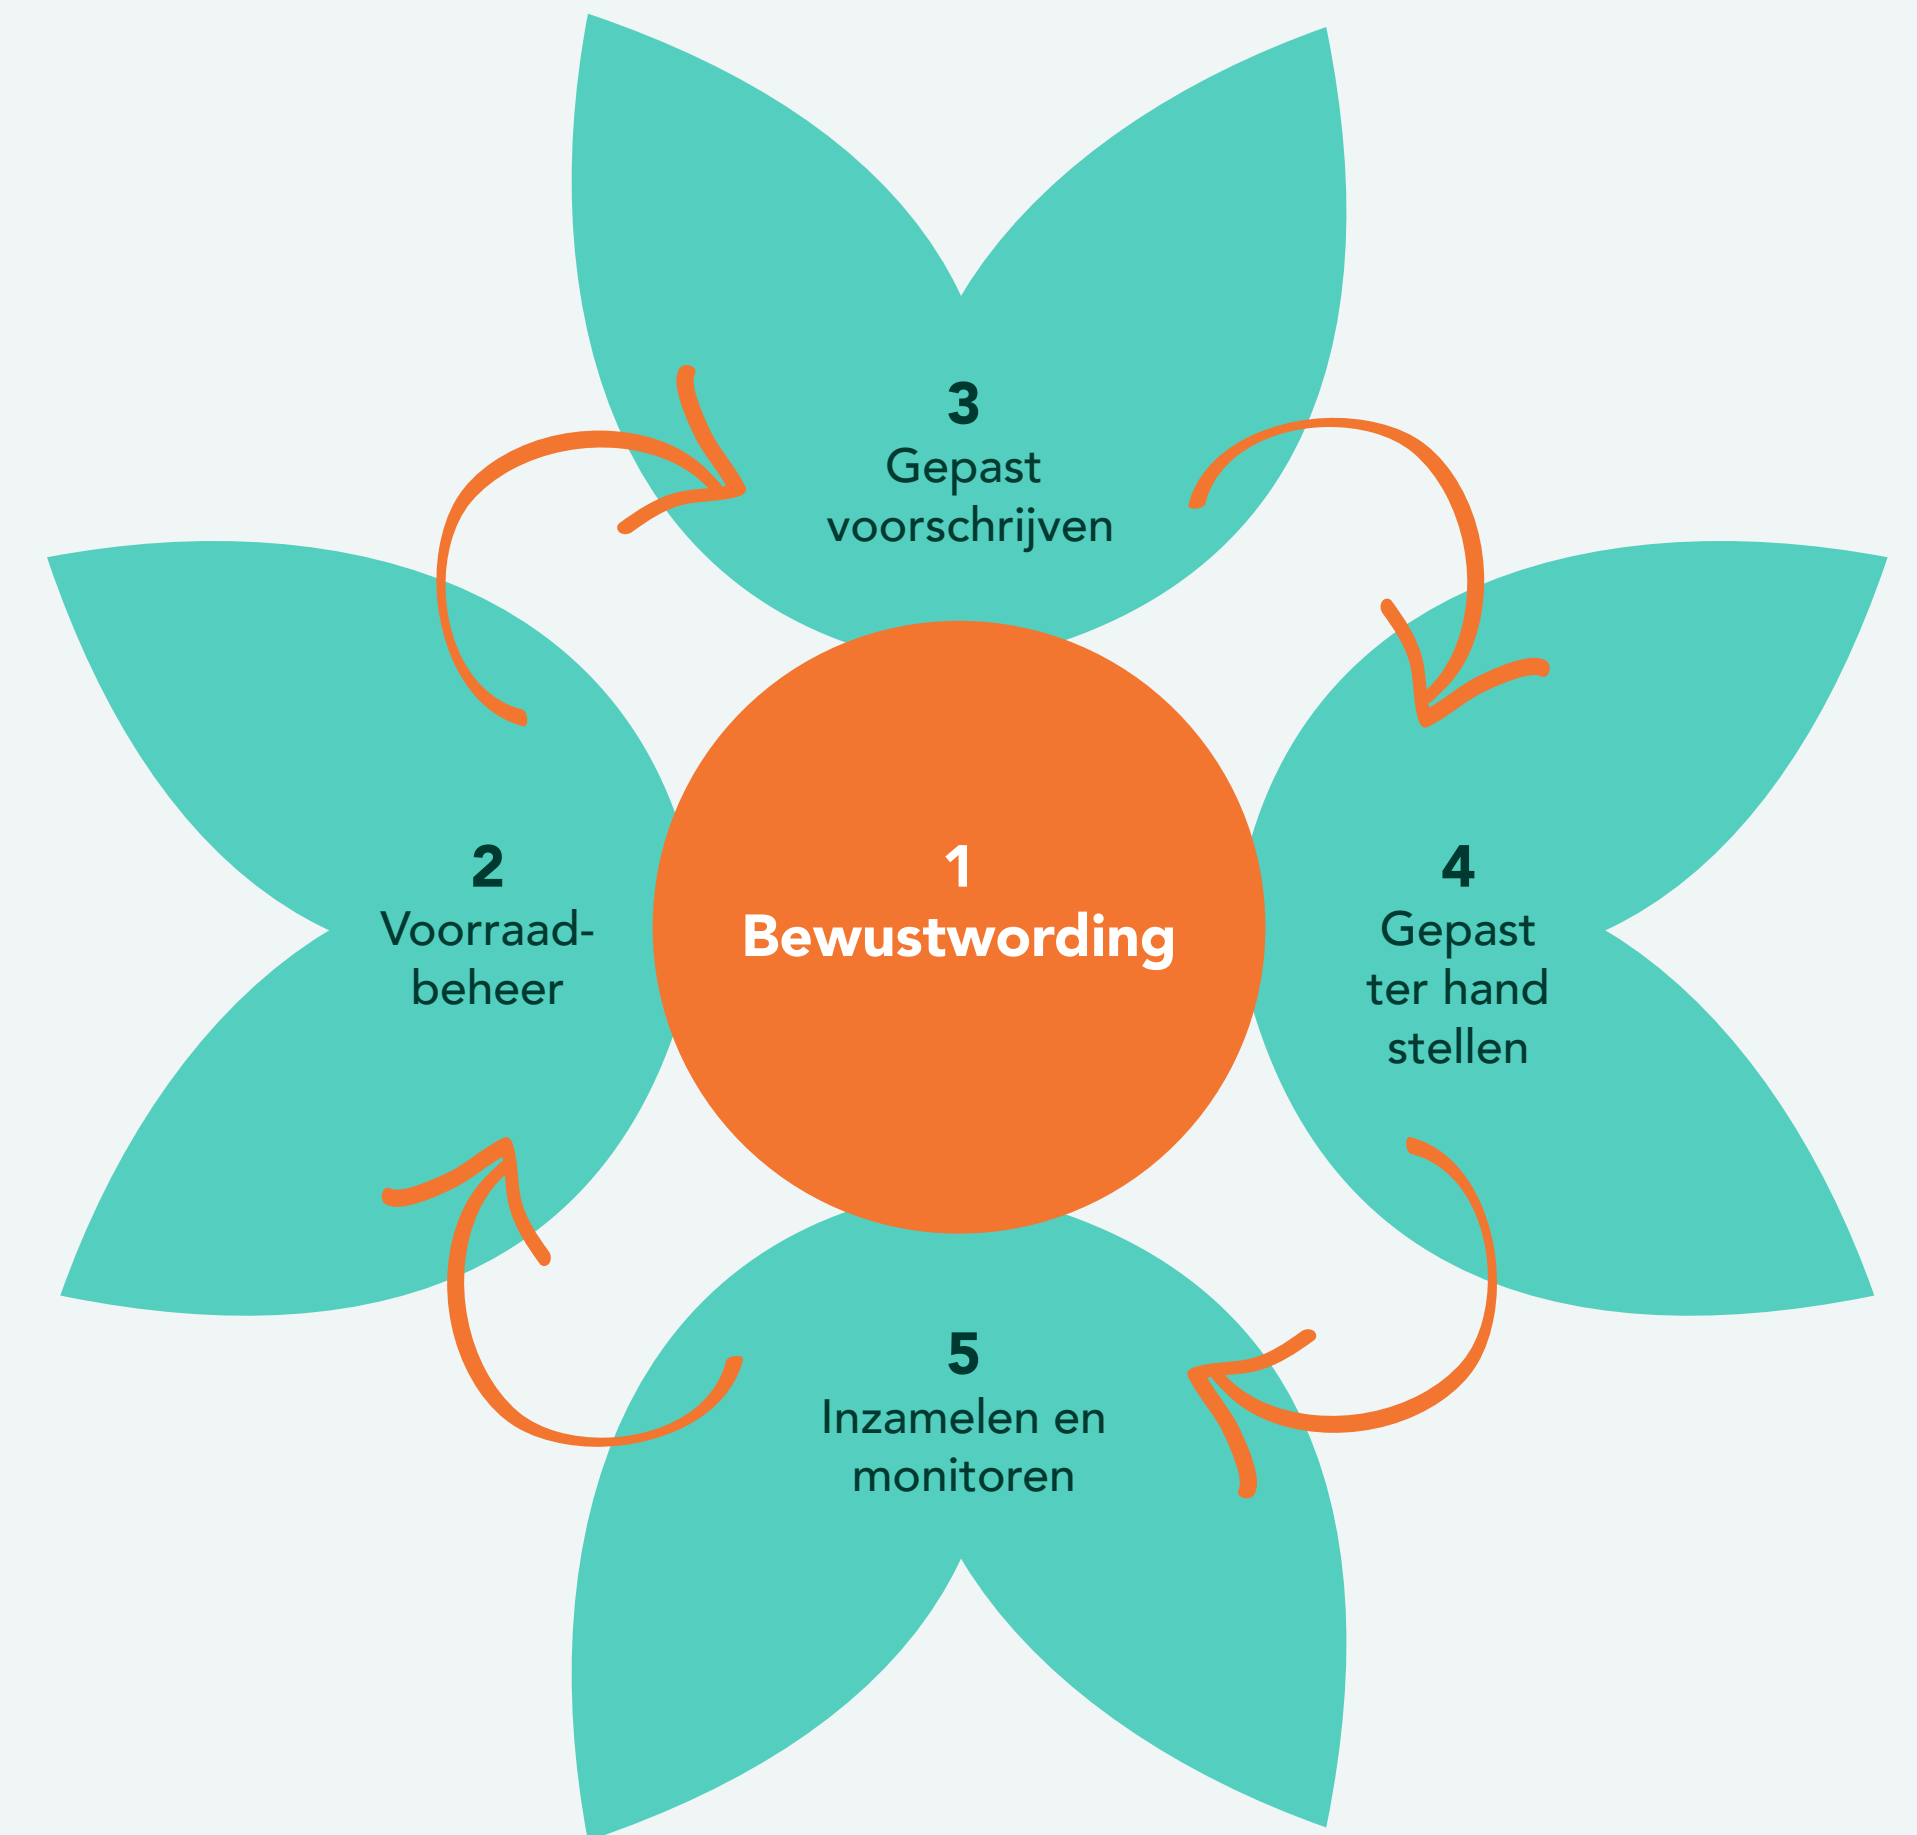 3
Gepast
voorschrijven
2
Voorraad-
beheer
1
Bewustwording
4
Gepast
ter hand
stellen
5
Inzamelen en
monitoren